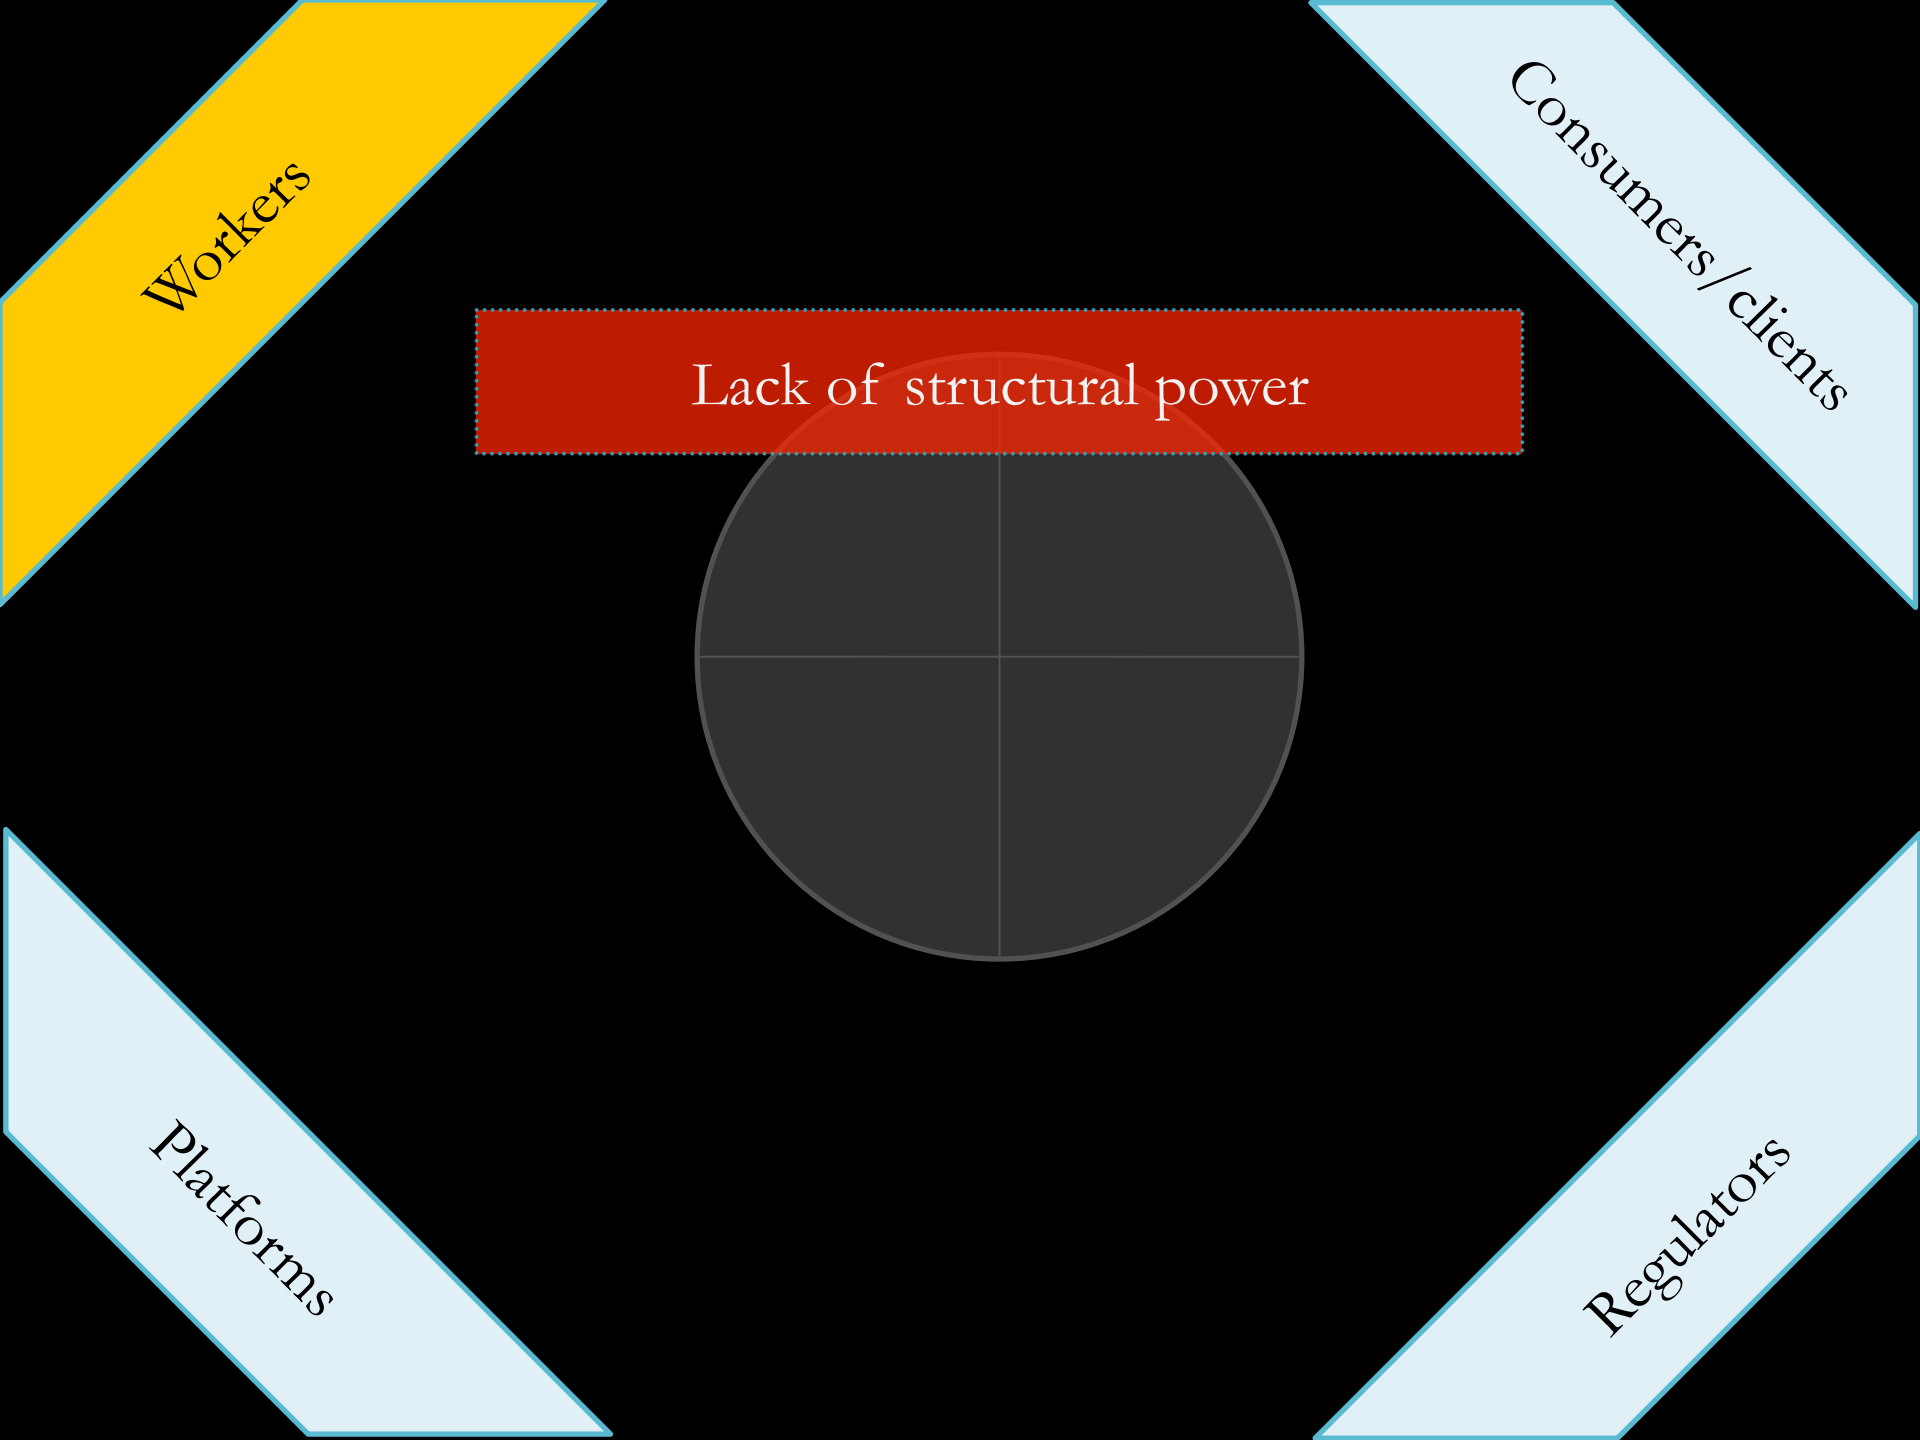 Workers
Consumers/clients
Lack of structural power
Platforms
Regulators